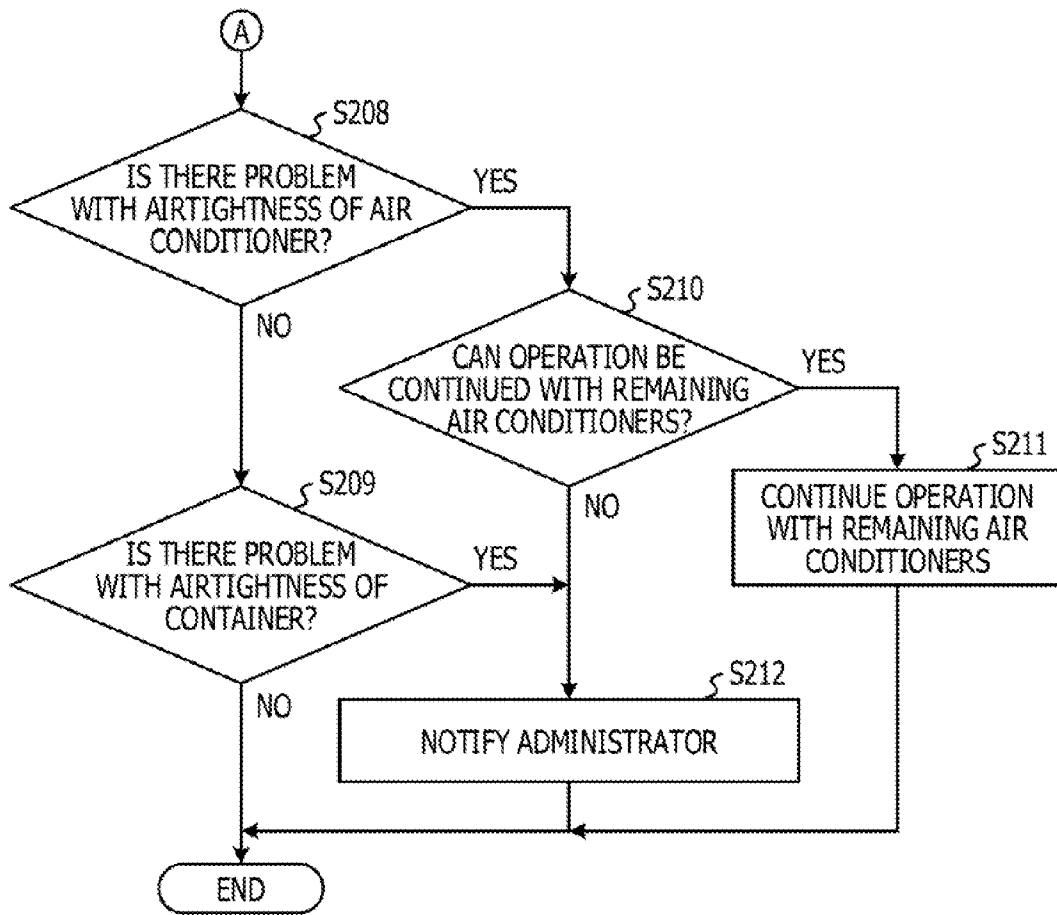 A
S208
IS THERE PROBLEM
WITH AIRTIGHTNESS OF AIR
CONDITIONER?
YES
NO
S210
CAN OPERATION BE
CONTINUED WITH REMAINING
AIR CONDITIONERS?
YES
NO
S211
CONTINUE OPERATION
WITH REMAINING AIR
CONDITIONERS
S209
IS THERE PROBLEM
WITH AIRTIGHTNESS OF
CONTAINER?
YES
NO
S212
NOTIFY ADMINISTRATOR
END